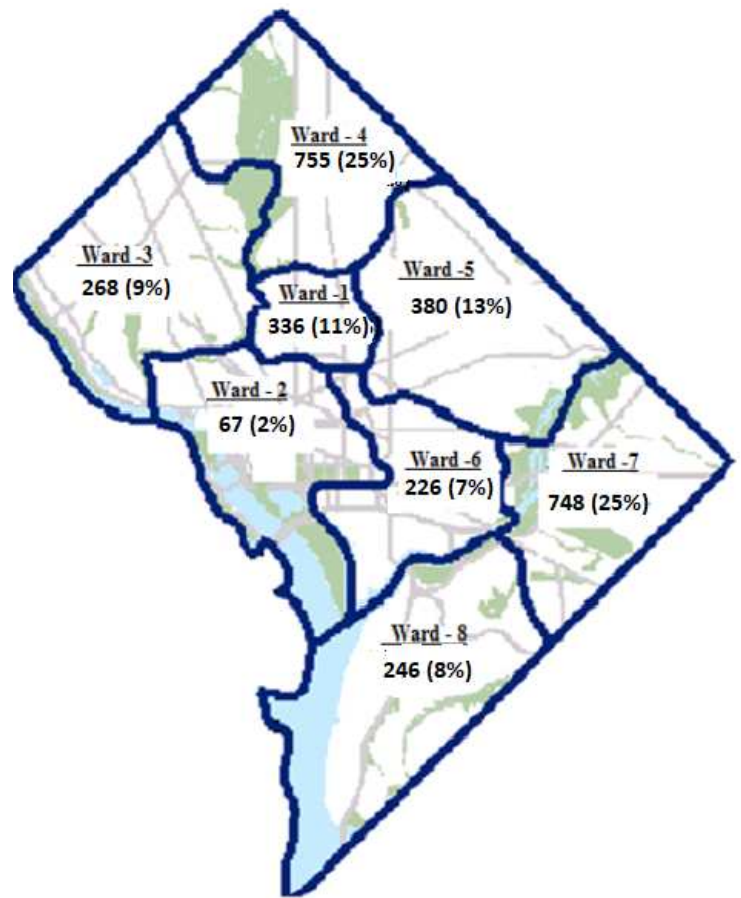 Ward - 4
755 (25%)
Ward -3
268 (9%)
Ward -5
380 (13%)
Ward -1
336 (11%)
Ward - 2
67 (2%)
Ward -6
226 (7%)
Ward -7
748 (25%)
Ward - 8
246 (8%)